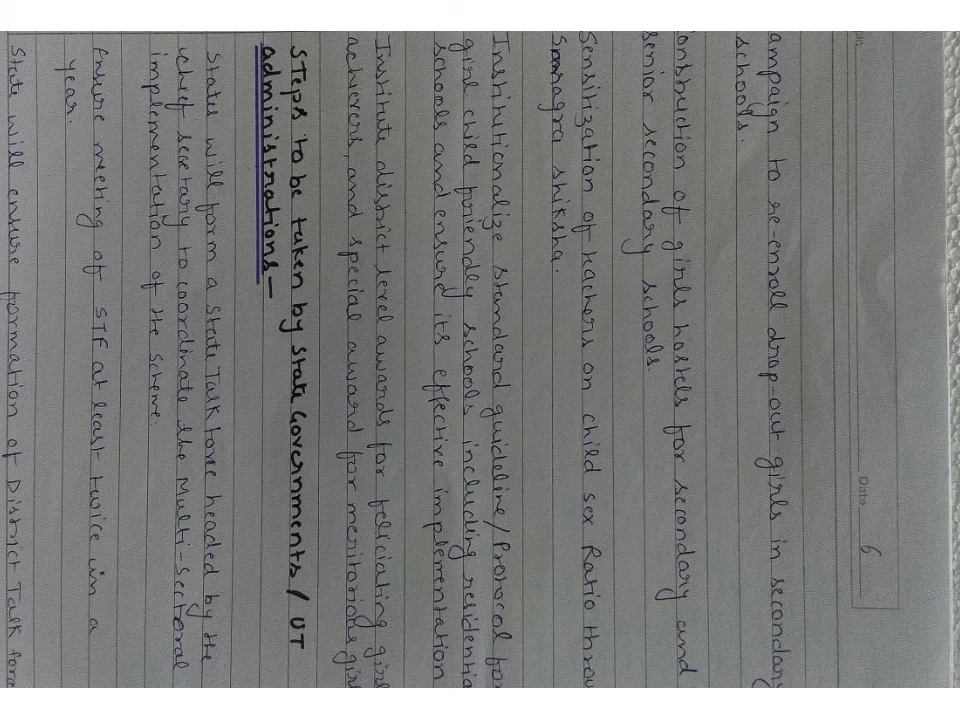 Date 6
ampaign to re-enroll drop-out girls in secondary
schools.
onstruction of girls hostels for secondary and
senior secondary schools.
Sensitization of teachers on child sex Ratio throu
Samagra shiksha.
Institutionalize standard guideline/Protocol for
girl child friendly schools including residentia
schools and ensure its effective implementation
Institute district level awards for feliciating girl
achievers, and special award for meritorious girl
STeps to be taken by State Governments / UT
administrations—
States will form a State Talk force headed by the
chief secretary to coordinate the Multi-sectoral
implementation of the scheme.
Ensure meeting of STF at least twice in a
year.
State will ensure formation of District Talk force